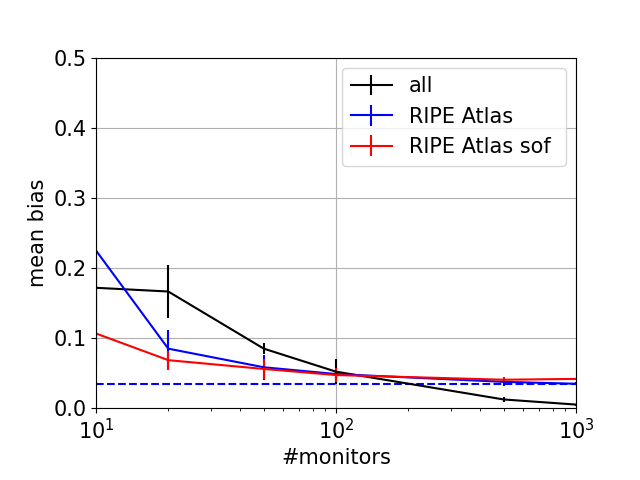 0.5
0.4
0.3
0.2
0.1
0.0
mean bias
10¹
10²
10³
#monitors
all
RIPE Atlas
RIPE Atlas sof